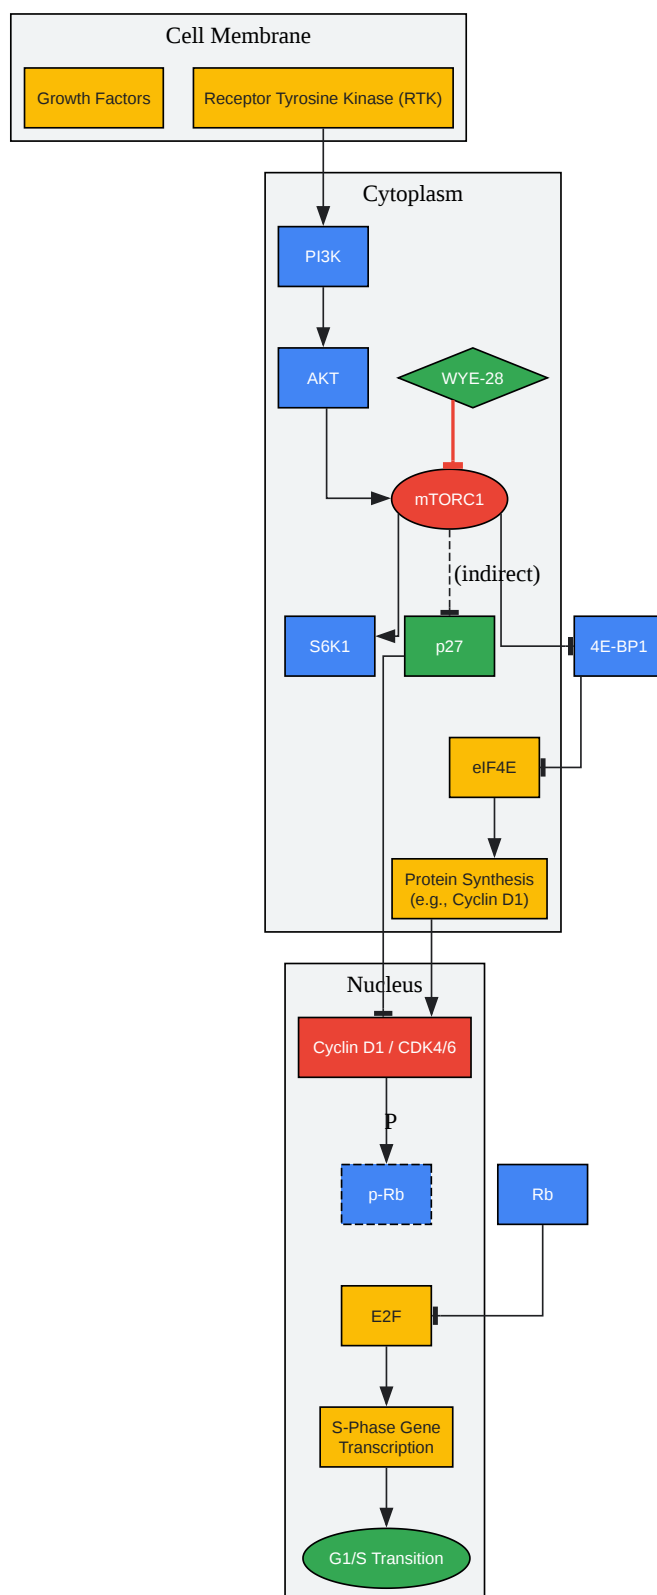 Cell Membrane
Growth Factors
Receptor Tyrosine Kinase (RTK)
Cytoplasm
PI3K
AKT
WYE-28
mTORC1
(indirect)
S6K1
p27
4E-BP1
eIF4E
Protein Synthesis
(e.g., Cyclin D1)
Nucleus
Cyclin D1 / CDK4/6
P
p-Rb
Rb
E2F
S-Phase Gene
Transcription
G1/S Transition